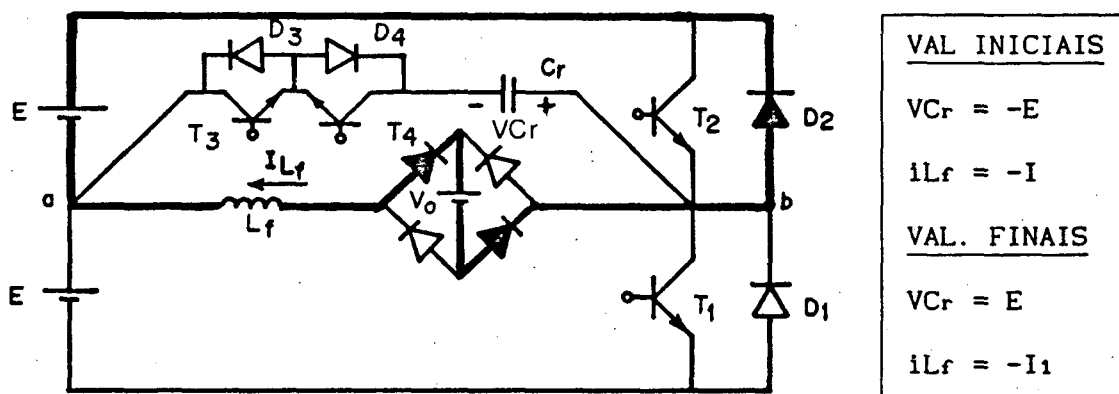 D3
D4
Cr
E
T3
- +
VCr
T4
T2
D2
ILf
a
Lf
Vo
b
E
T1
D1
VAL INICIAIS
VCr = -E
iLf = -I
VAL. FINAIS
VCr = E
iLf = -I1